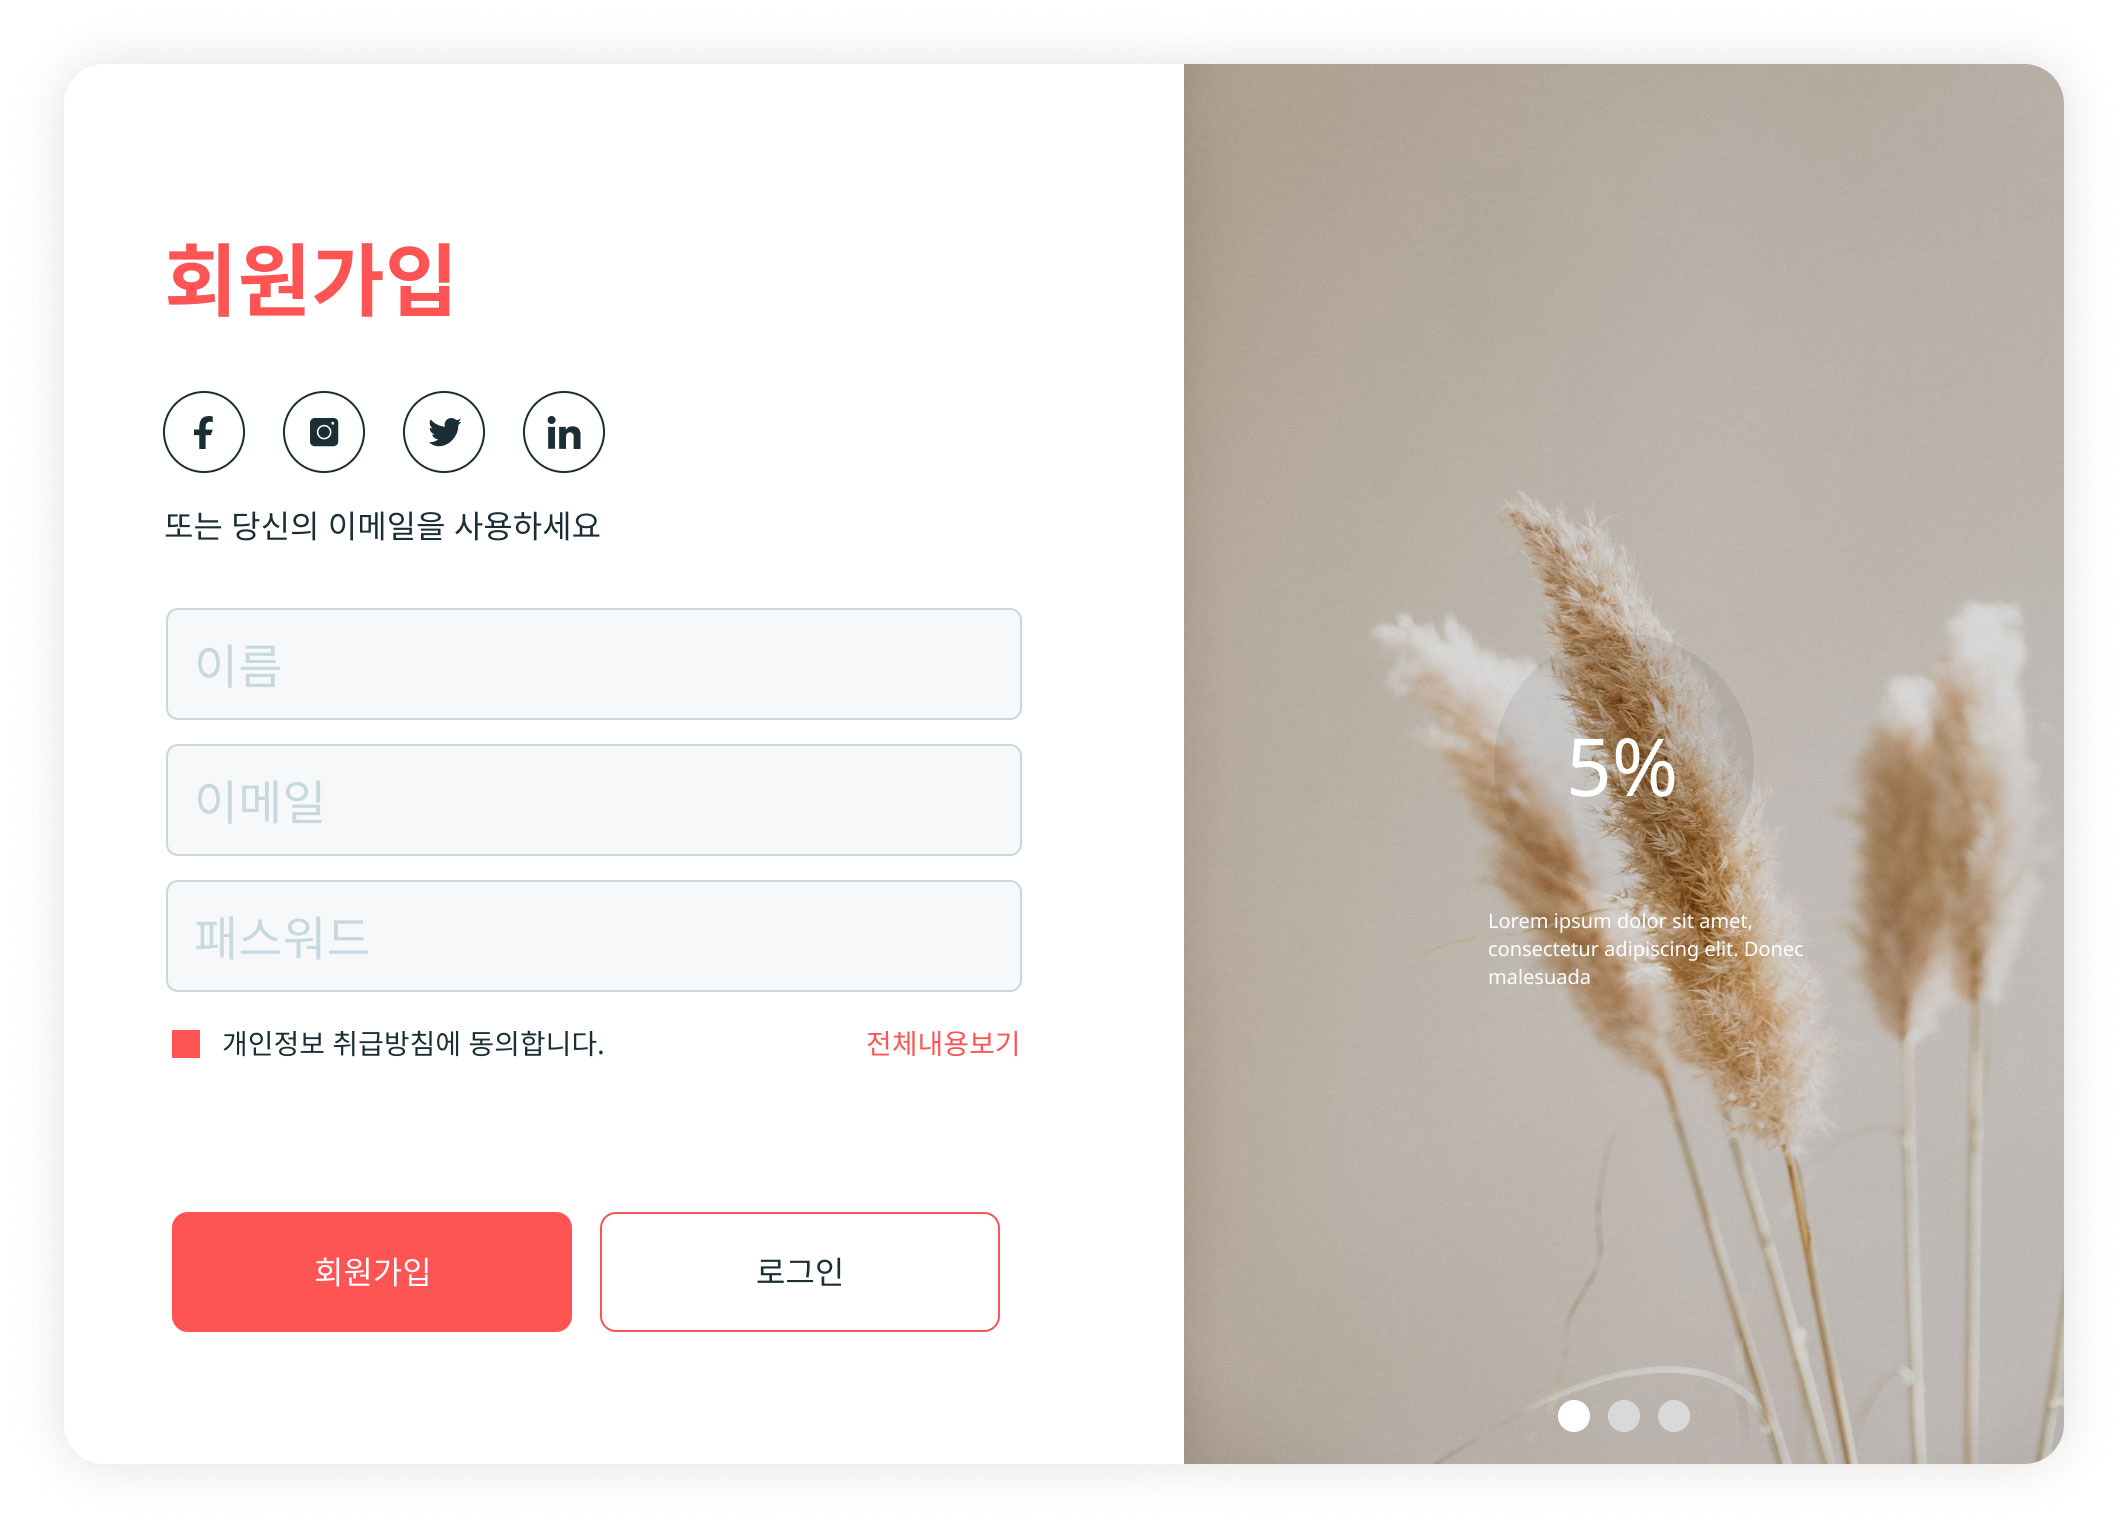 회원가입
또는 당신의 이메일을 사용하세요
이름
이메일
패스워드
개인정보 취급방침에 동의합니다.
전체내용보기
회원가입
로그인
5%
Lorem ipsum dolor sit amet,
consectetur adipiscing elit. Donec
malesuada